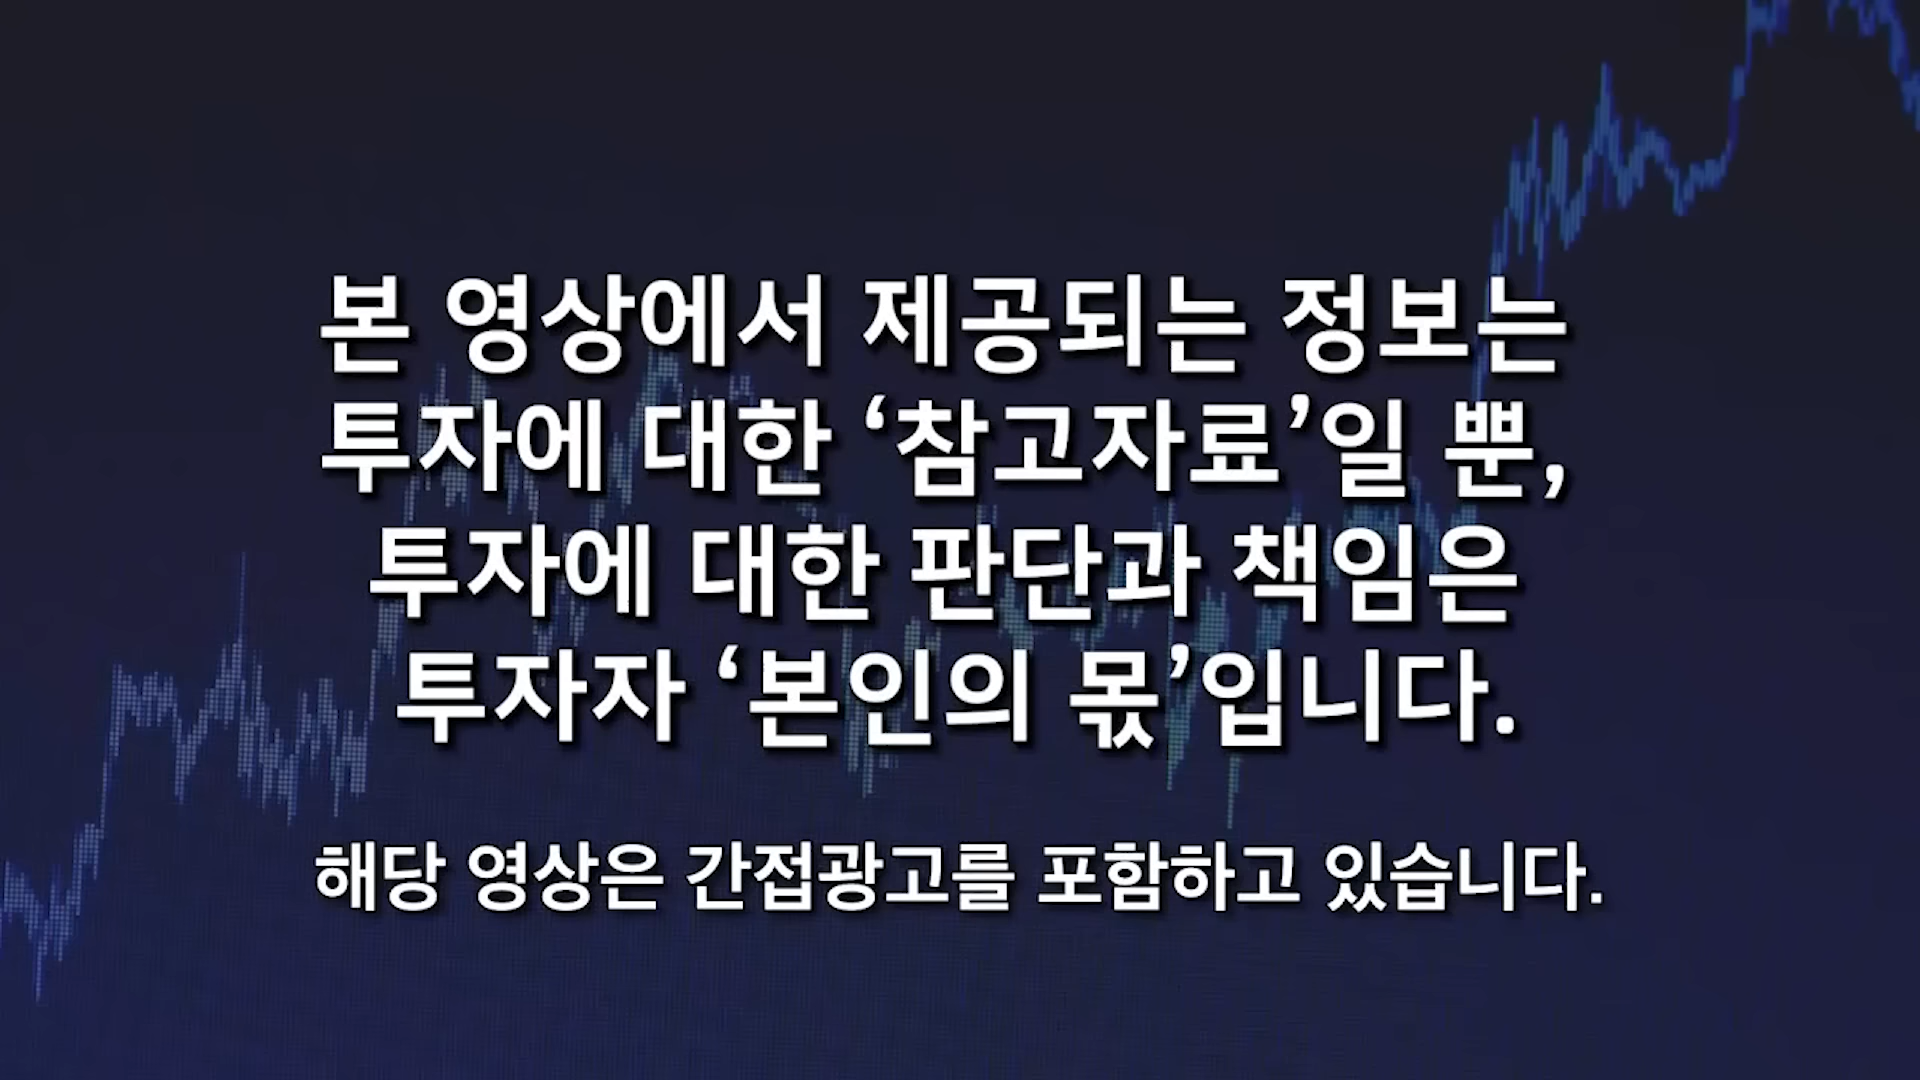 본 영상에서 제공되는 정보는
투자에 대한 ‘참고자료’일 뿐,
투자에 대한 판단과 책임은
투자자 ‘본인의 몫’입니다.
해당 영상은 간접광고를 포함하고 있습니다.